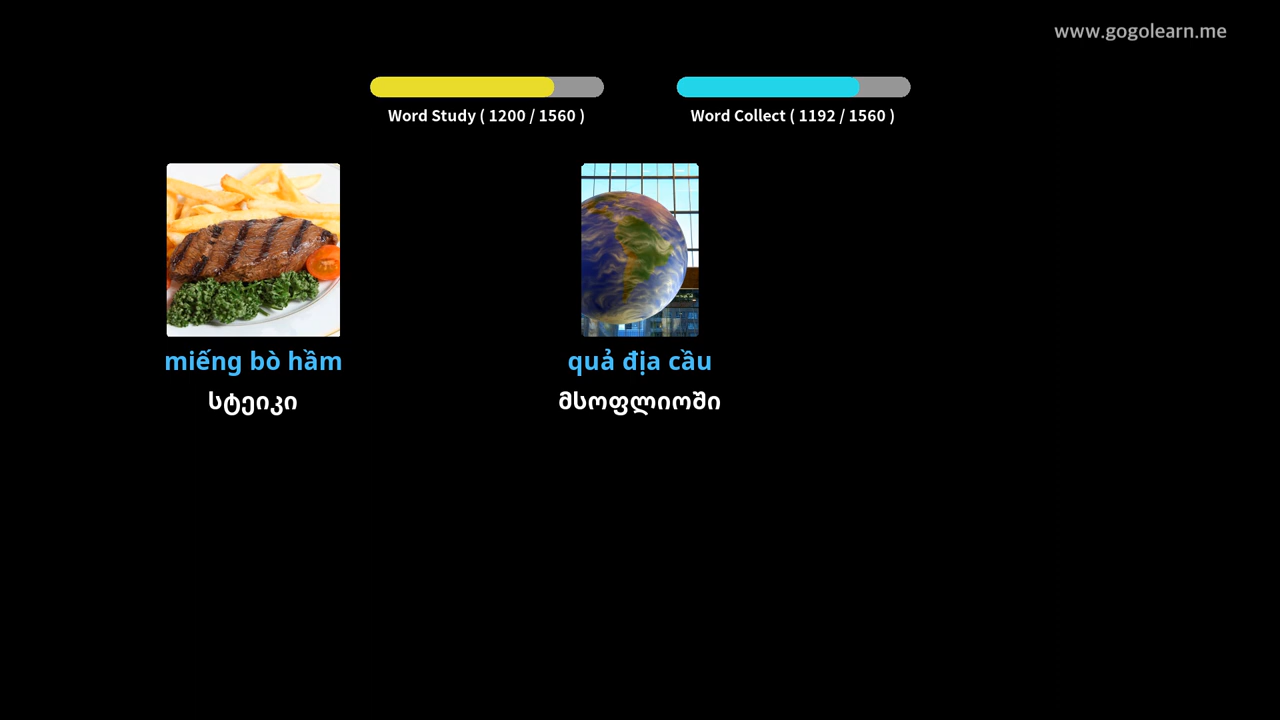 www.gogolearn.me
Word Study ( 1200 / 1560 )
Word Collect ( 1192 / 1560 )
miếng bò hầm
სტეიკი
quả địa cầu
მსოფლიოში